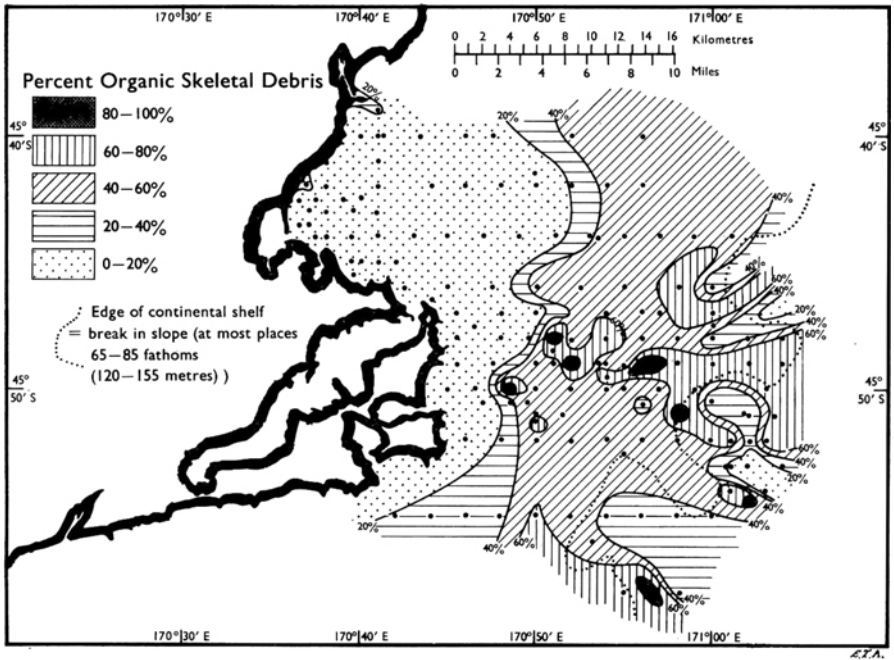 170° 30' E 170° 40' E 170° 50' E 171° 00' E
0 2 4 6 8 10 12 14 16 Kilometres
0 2 4 6 8 10 Miles
Percent Organic Skeletal Debris
80–100%
60–80%
40–60%
20–40%
0–20%
Edge of continental shelf
= break in slope (at most places
65–85 fathoms
(120–155 metres) )
45°
40'S
45°
40'S
45°
50'S
45°
50'S
20%
20%
40%
40%
40%
60%
40%
20%
40%
60%
60%
40%
20%
40%
40%
20%
40%
60%
20%
40%
60%
170° 30' E 170° 40' E 170° 50' E 171° 00' E